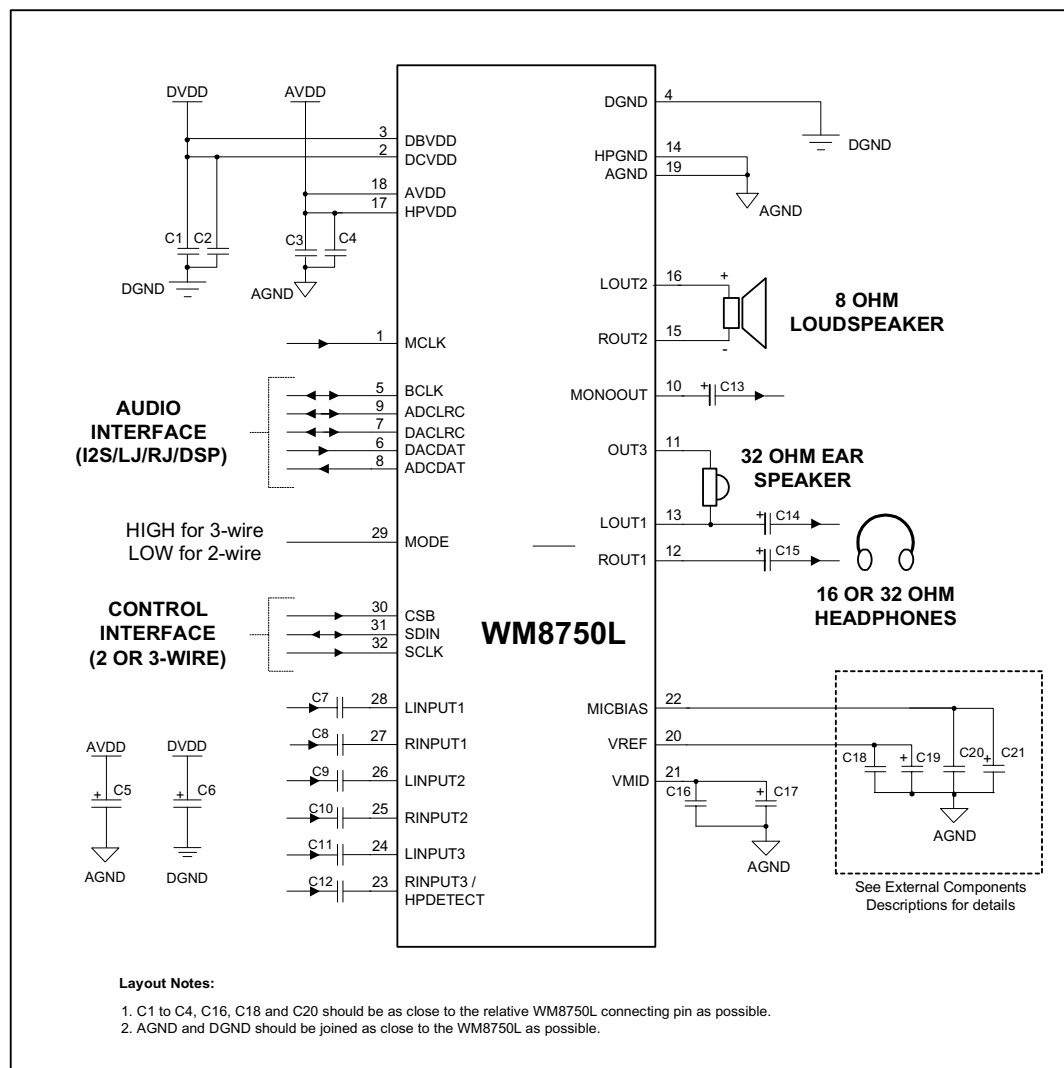 DVDD
AVDD
3
DBVDD
2
DCVDD
18
AVDD
17
HPVDD
C1
C2
C3
C4
DGND
AGND
1
MCLK
AUDIO
INTERFACE
(I2S/LJ/RJ/DSP)
5
BCLK
9
ADCLRC
7
DACLRC
6
DACDAT
8
ADCDAT
HIGH for 3-wire
LOW for 2-wire
29
MODE
CONTROL
INTERFACE
(2 OR 3-WIRE)
30
CSB
31
SDIN
32
SCLK
C7
28
LINPUT1
C8
27
RINPUT1
C9
26
LINPUT2
C10
25
RINPUT2
C11
24
LINPUT3
C12
23
RINPUT3 /
HPDETECT
AVDD
+
C5
AGND
DVDD
+
C6
DGND
WM8750L
DGND
4
DGND
HPGND
14
AGND
19
AGND
LOUT2
16
+
ROUT2
15
-
8 OHM
LOUDSPEAKER
MONOOUT
10
+
C13
OUT3
11
32 OHM EAR
SPEAKER
LOUT1
13
+
C14
ROUT1
12
+
C15
16 OR 32 OHM
HEADPHONES
MICBIAS
22
VREF
20
VMID
21
C16
+
C17
AGND
C18
+
C19
C20
+
C21
AGND
See External Components
Descriptions for details
Layout Notes:
1. C1 to C4, C16, C18 and C20 should be as close to the relative WM8750L connecting pin as possible.
2. AGND and DGND should be joined as close to the WM8750L as possible.